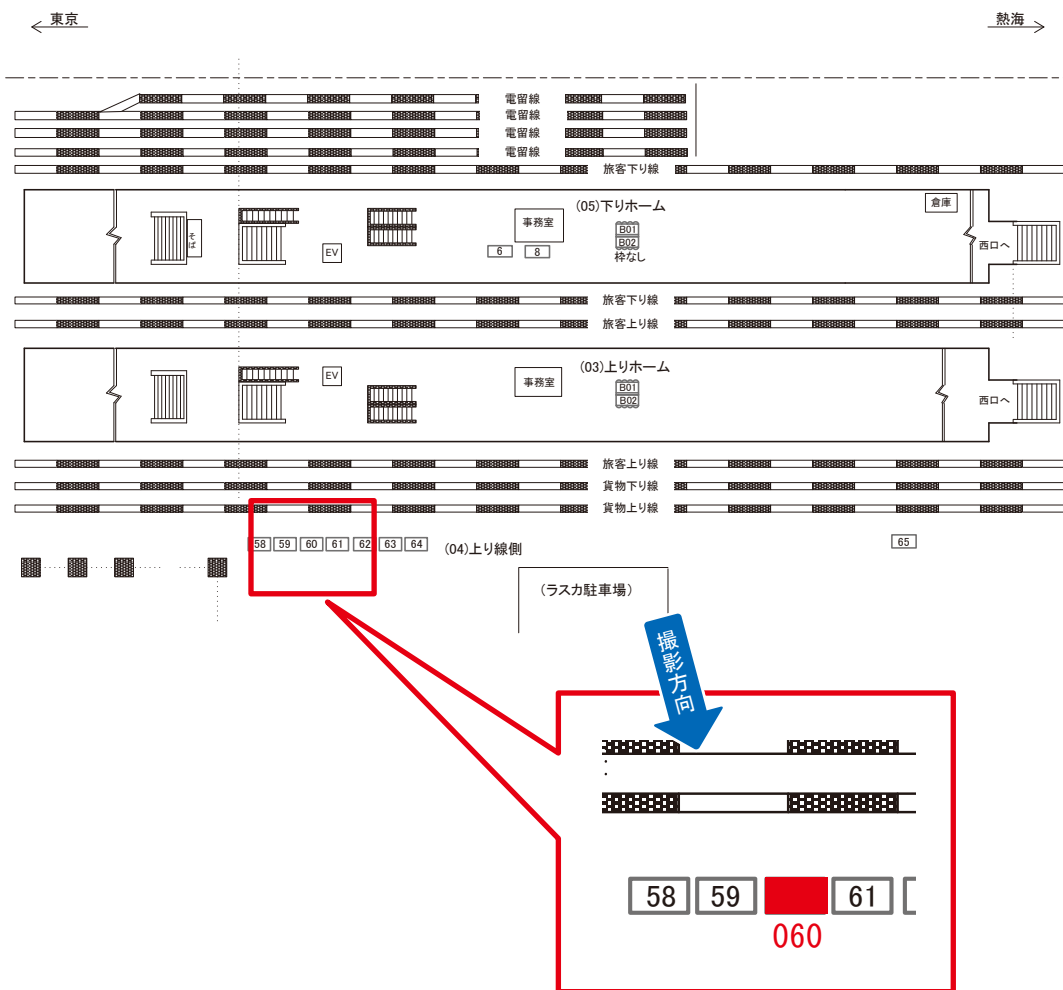 東京
熱海
電留線
電留線
電留線
電留線
旅客下り線
(05)下りホーム
倉庫
そば
事務室
B01
B02
枠なし
EV
6
8
西口へ
旅客下り線
旅客上り線
(03)上りホーム
EV
事務室
B01
B02
西口へ
旅客上り線
貨物下り線
貨物上り線
58 59 60 61 62 63 64
(04)上り線側
65
(ラスカ駐車場)
撮影方向
58 59 61
060